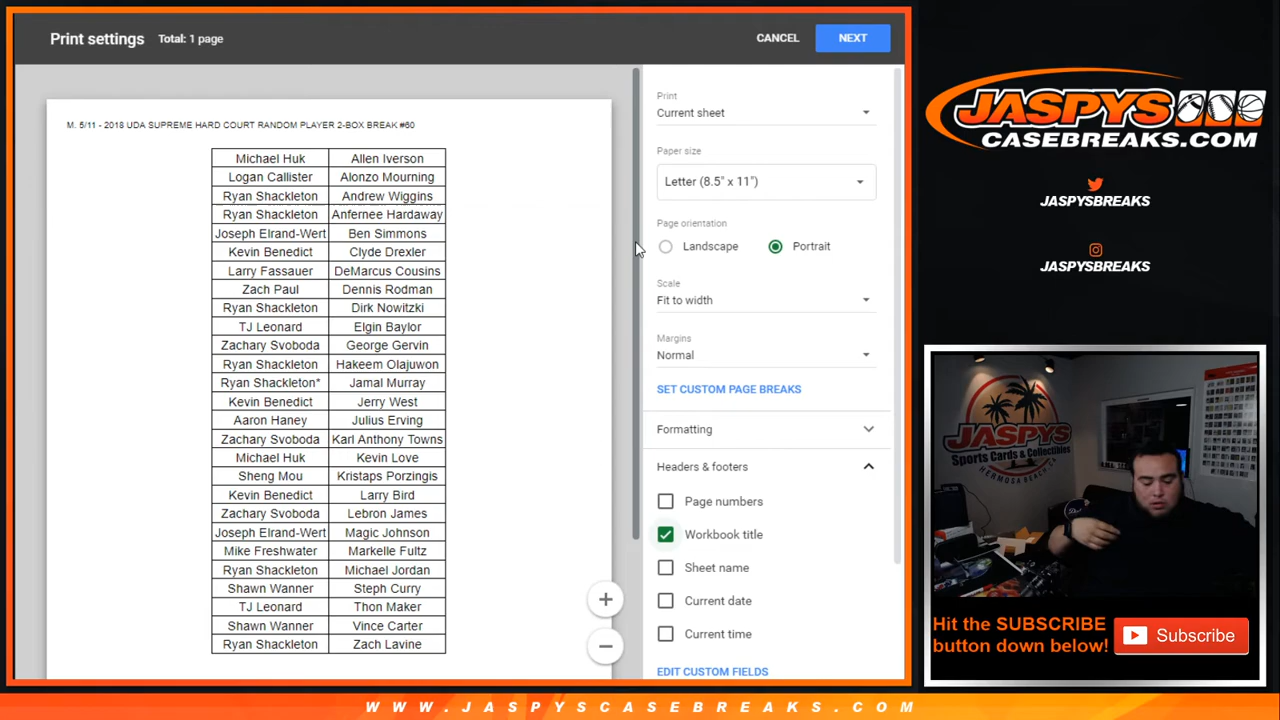 Print settings Total: 1 page
CANCEL NEXT
M. 5/11 - 2018 UDA SUPREME HARD COURT RANDOM PLAYER 2-BOX BREAK #60
Michael Huk Allen Iverson
Logan Callister Alonzo Mourning
Ryan Shackleton Andrew Wiggins
Ryan Shackleton Anfernee Hardaway
Joseph Elrand-Wert Ben Simmons
Kevin Benedict Clyde Drexler
Larry Fassauer DeMarcus Cousins
Zach Paul Dennis Rodman
Ryan Shackleton Dirk Nowitzki
TJ Leonard Elgin Baylor
Zachary Svoboda George Gervin
Ryan Shackleton Hakeem Olajuwon
Ryan Shackleton* Jamal Murray
Kevin Benedict Jerry West
Aaron Haney Julius Erving
Zachary Svoboda Karl Anthony Towns
Michael Huk Kevin Love
Sheng Mou Kristaps Porzingis
Kevin Benedict Larry Bird
Zachary Svoboda Lebron James
Joseph Elrand-Wert Magic Johnson
Mike Freshwater Markelle Fultz
Ryan Shackleton Michael Jordan
Shawn Wanner Steph Curry
TJ Leonard Thon Maker
Shawn Wanner Vince Carter
Ryan Shackleton Zach Lavine
Print
Current sheet
Paper size
Letter (8.5" x 11")
Page orientation
Landscape Portrait
Scale
Fit to width
Margins
Normal
SET CUSTOM PAGE BREAKS
Formatting
Headers & footers
Page numbers
Workbook title
Sheet name
Current date
Current time
EDIT CUSTOM FIELDS
JASPYS
CASEBREAKS.COM
JASPYSBREAKS
JASPYSBREAKS
JASPYS
Sports Cards & Collectibles
HERMOSA BEACH, CA
Hit the SUBSCRIBE
button down below!
Subscribe
WWW.JASPYSCASEBREAKS.COM